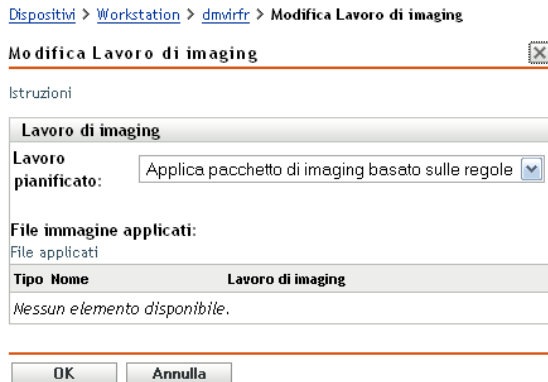 Dispositivi > Workstation > dmvirfr > Modifica Lavoro di imaging
Modifica Lavoro di imaging
Istruzioni
Lavoro di imaging
Lavoro
pianificato:
Applica pacchetto di imaging basato sulle regole
File immagine applicati:
File applicati
Tipo Nome Lavoro di imaging
Nessun elemento disponibile.
OK Annulla